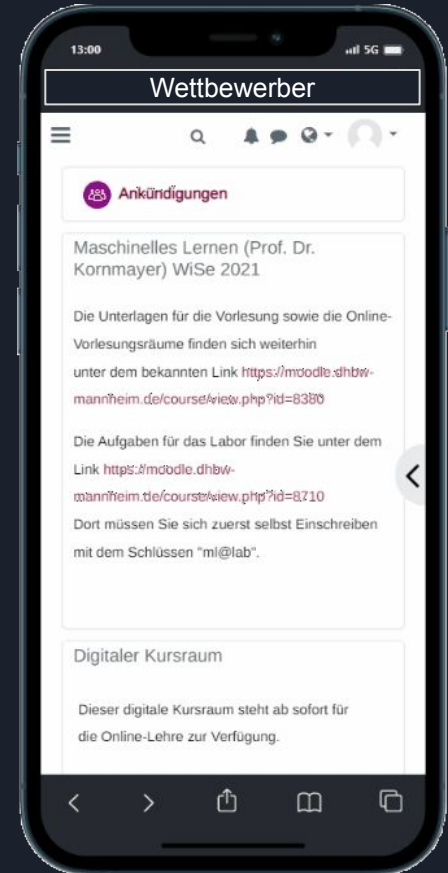 13:00
5G
Wettbewerber
Ankündigungen
Maschinelles Lernen (Prof. Dr.
Kornmayer) WiSe 2021
Die Unterlagen für die Vorlesung sowie die Online-
Vorlesungsräume finden sich weiterhin
unter dem bekannten Link https://moodle.dhbw-
mannheim.de/course/view.php?id=8380
Die Aufgaben für das Labor finden Sie unter dem
Link https://moodle.dhbw-
mannheim.de/course/view.php?id=8710
Dort müssen Sie sich zuerst selbst Einschreiben
mit dem Schlüssen "ml@lab".
Digitaler Kursraum
Dieser digitale Kursraum steht ab sofort für
die Online-Lehre zur Verfügung.